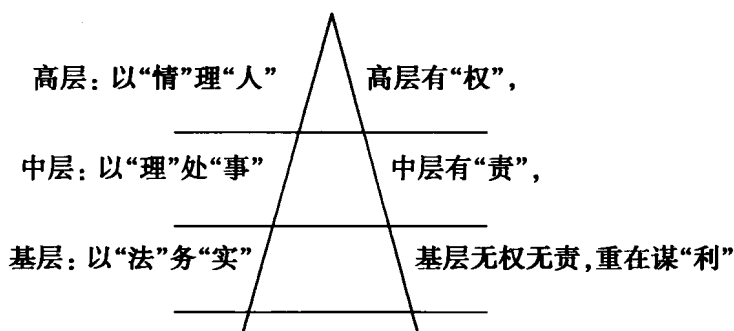 高层：以“情”理“人” 高层有“权”，
中层：以“理”处“事” 中层有“责”，
基层：以“法”务“实” 基层无权无责，重在谋“利”